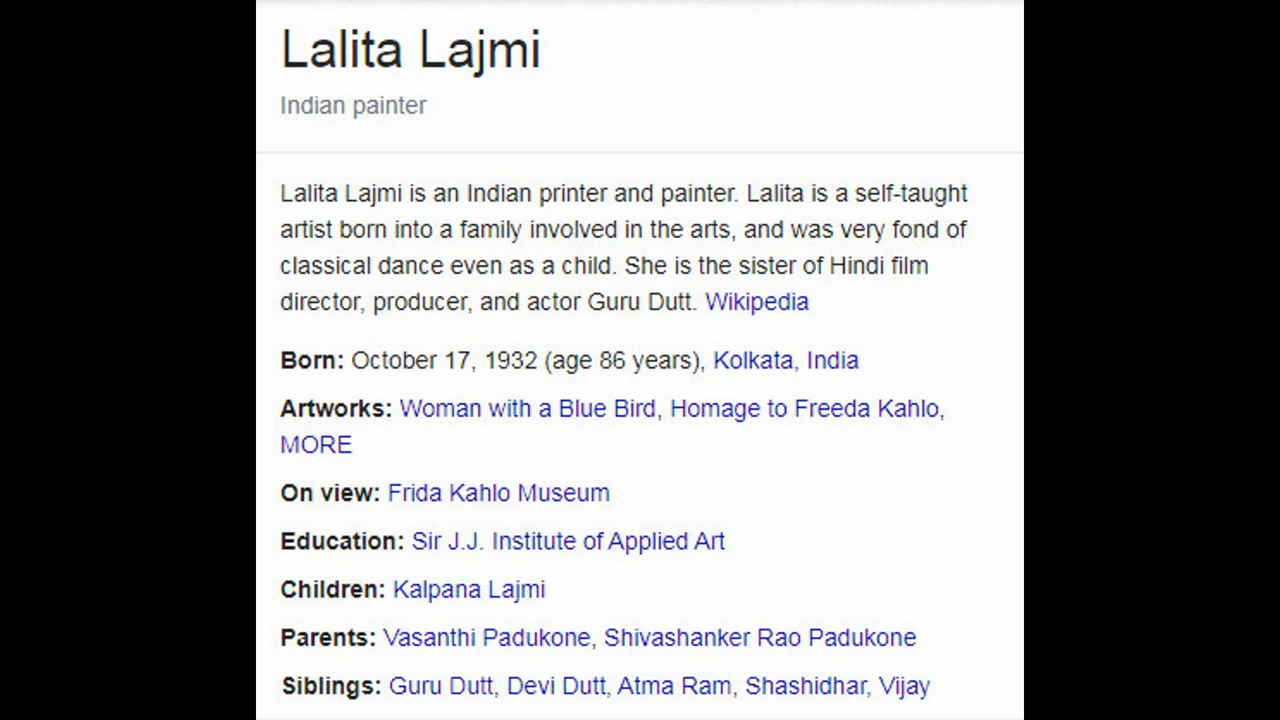 Lalita Lajmi
Indian painter
Lalita Lajmi is an Indian printer and painter. Lalita is a self-taught
artist born into a family involved in the arts, and was very fond of
classical dance even as a child. She is the sister of Hindi film
director, producer, and actor Guru Dutt. Wikipedia
Born: October 17, 1932 (age 86 years), Kolkata, India
Artworks: Woman with a Blue Bird, Homage to Freeda Kahlo,
MORE
On view: Frida Kahlo Museum
Education: Sir J.J. Institute of Applied Art
Children: Kalpana Lajmi
Parents: Vasanthi Padukone, Shivashanker Rao Padukone
Siblings: Guru Dutt, Devi Dutt, Atma Ram, Shashidhar, Vijay